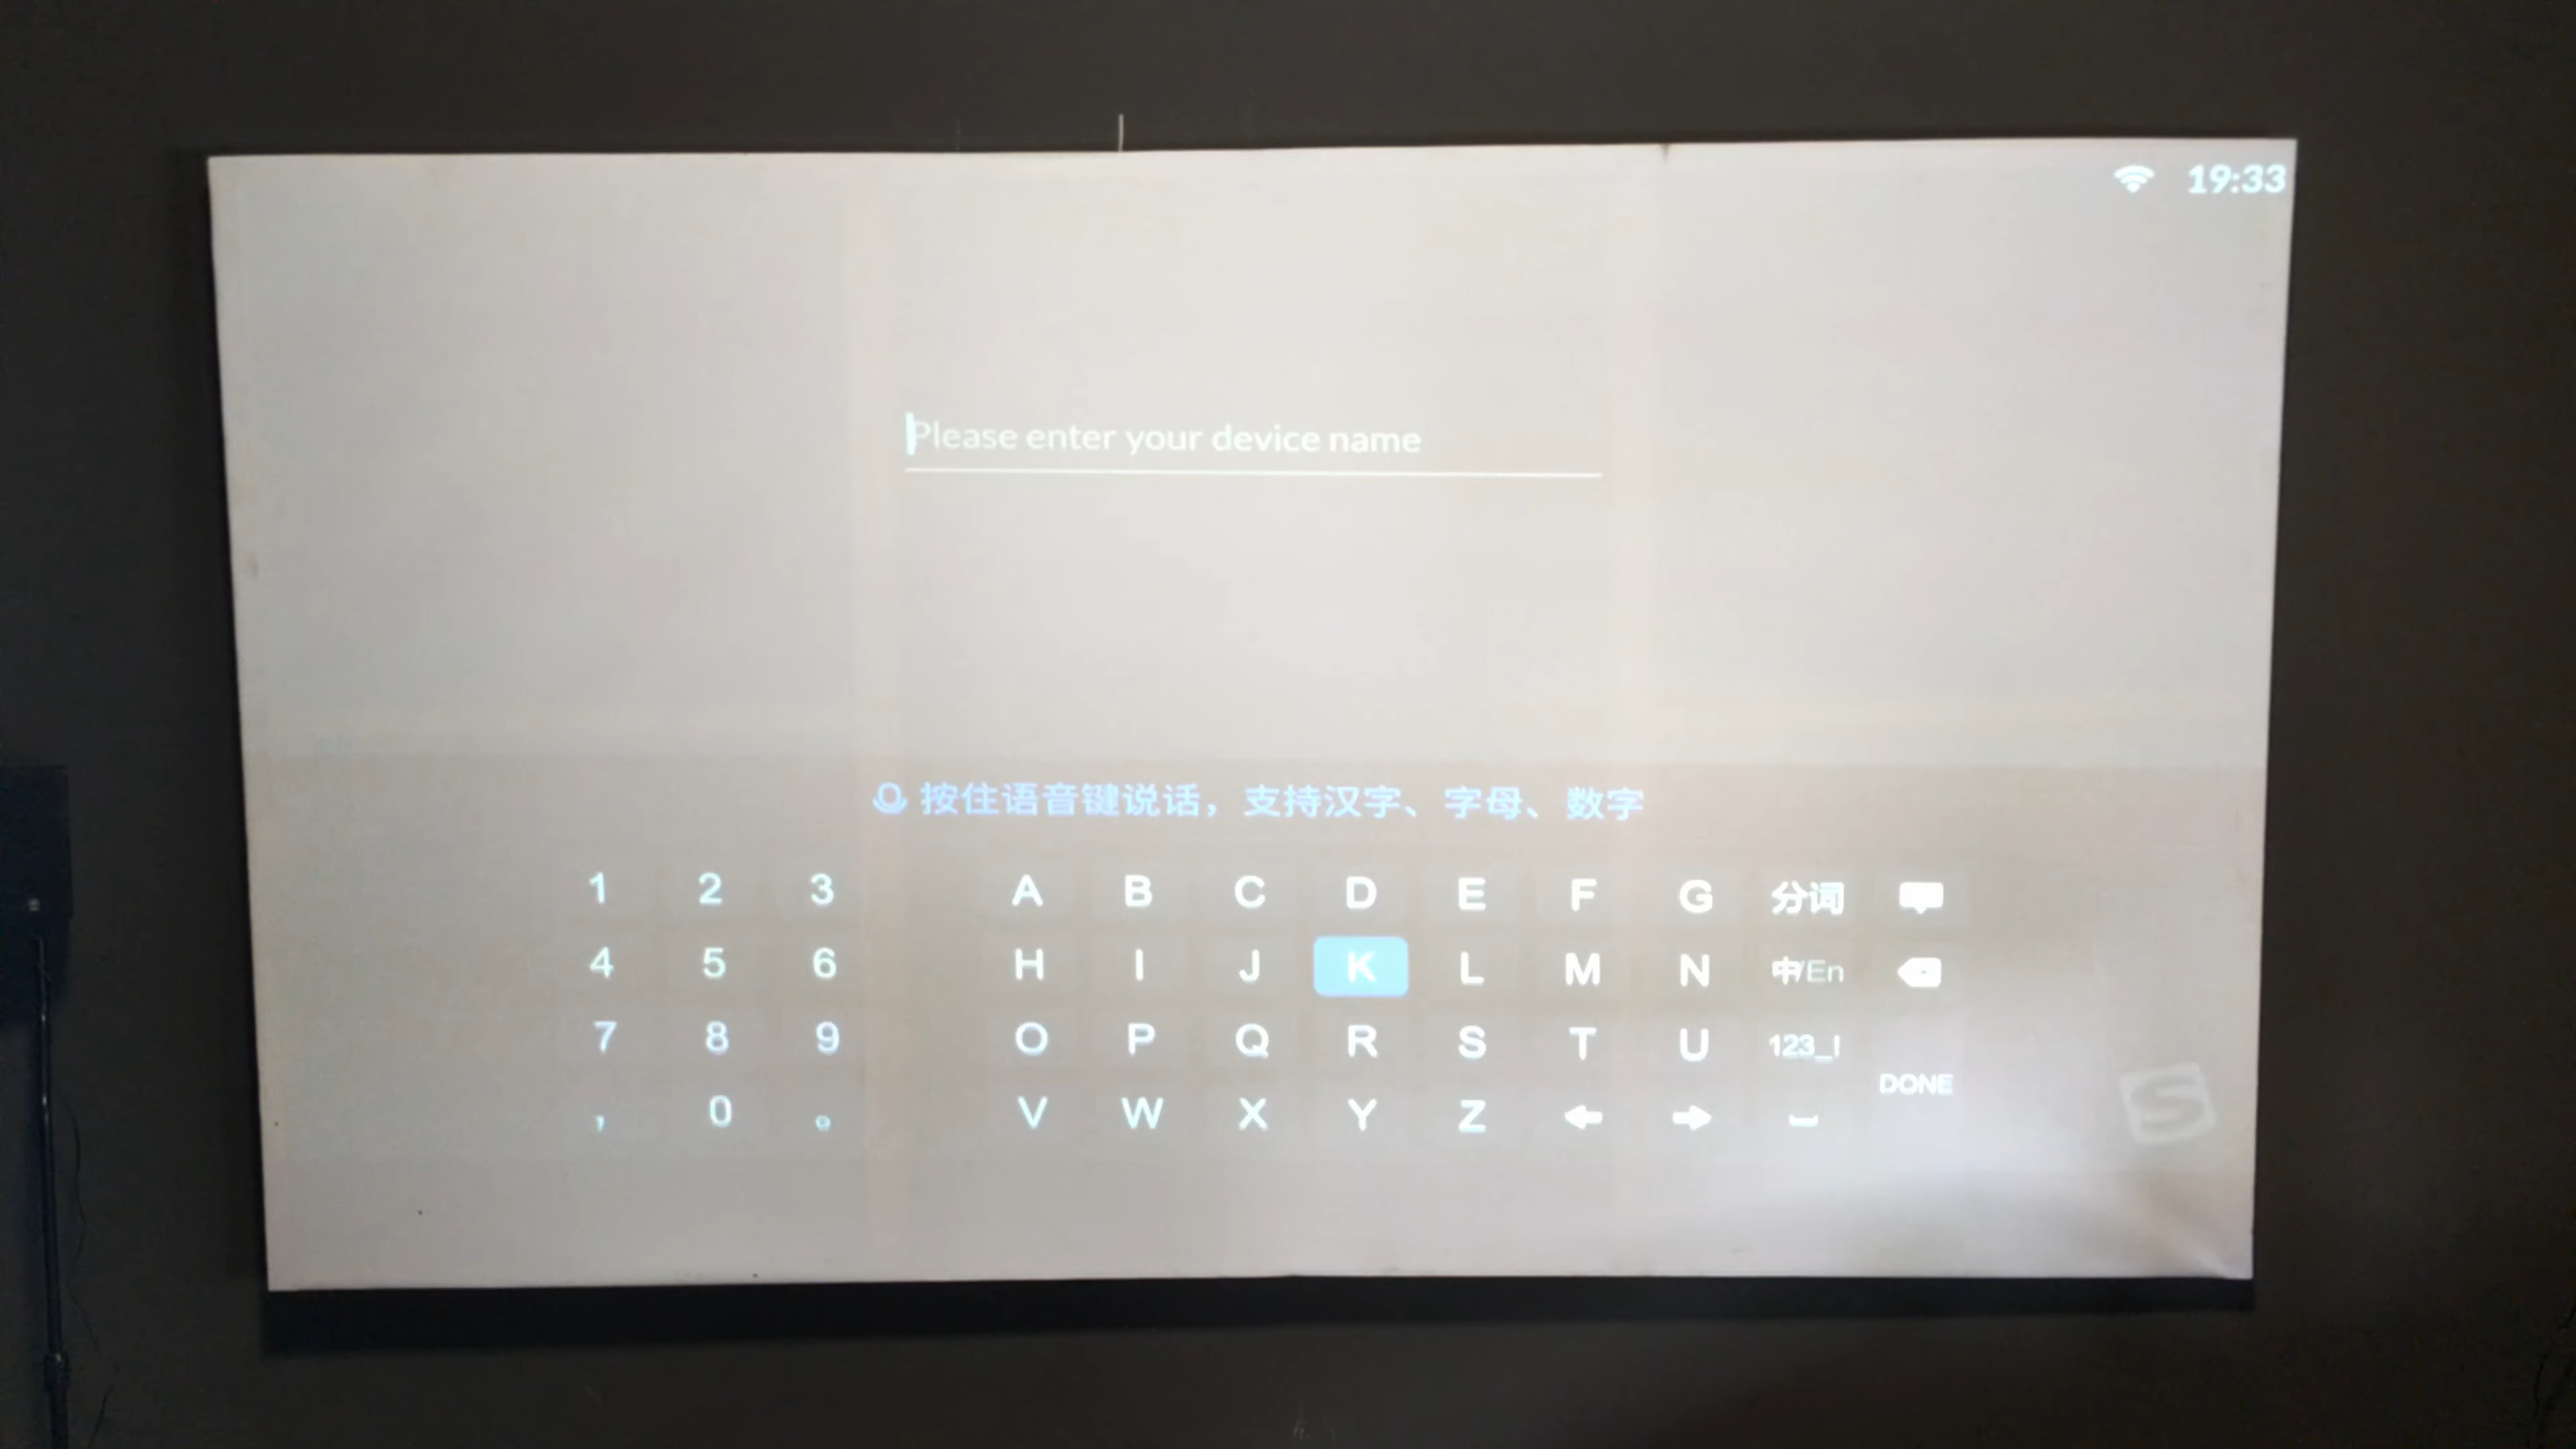 19:33
Please enter your device name
按住语音键说话，支持汉字、字母、数字
1 2 3 A B C D E F G 分词
4 5 6 H I J K L M N 中/En
7 8 9 O P Q R S T U 123_!
, 0 。 V W X Y Z
DONE
S